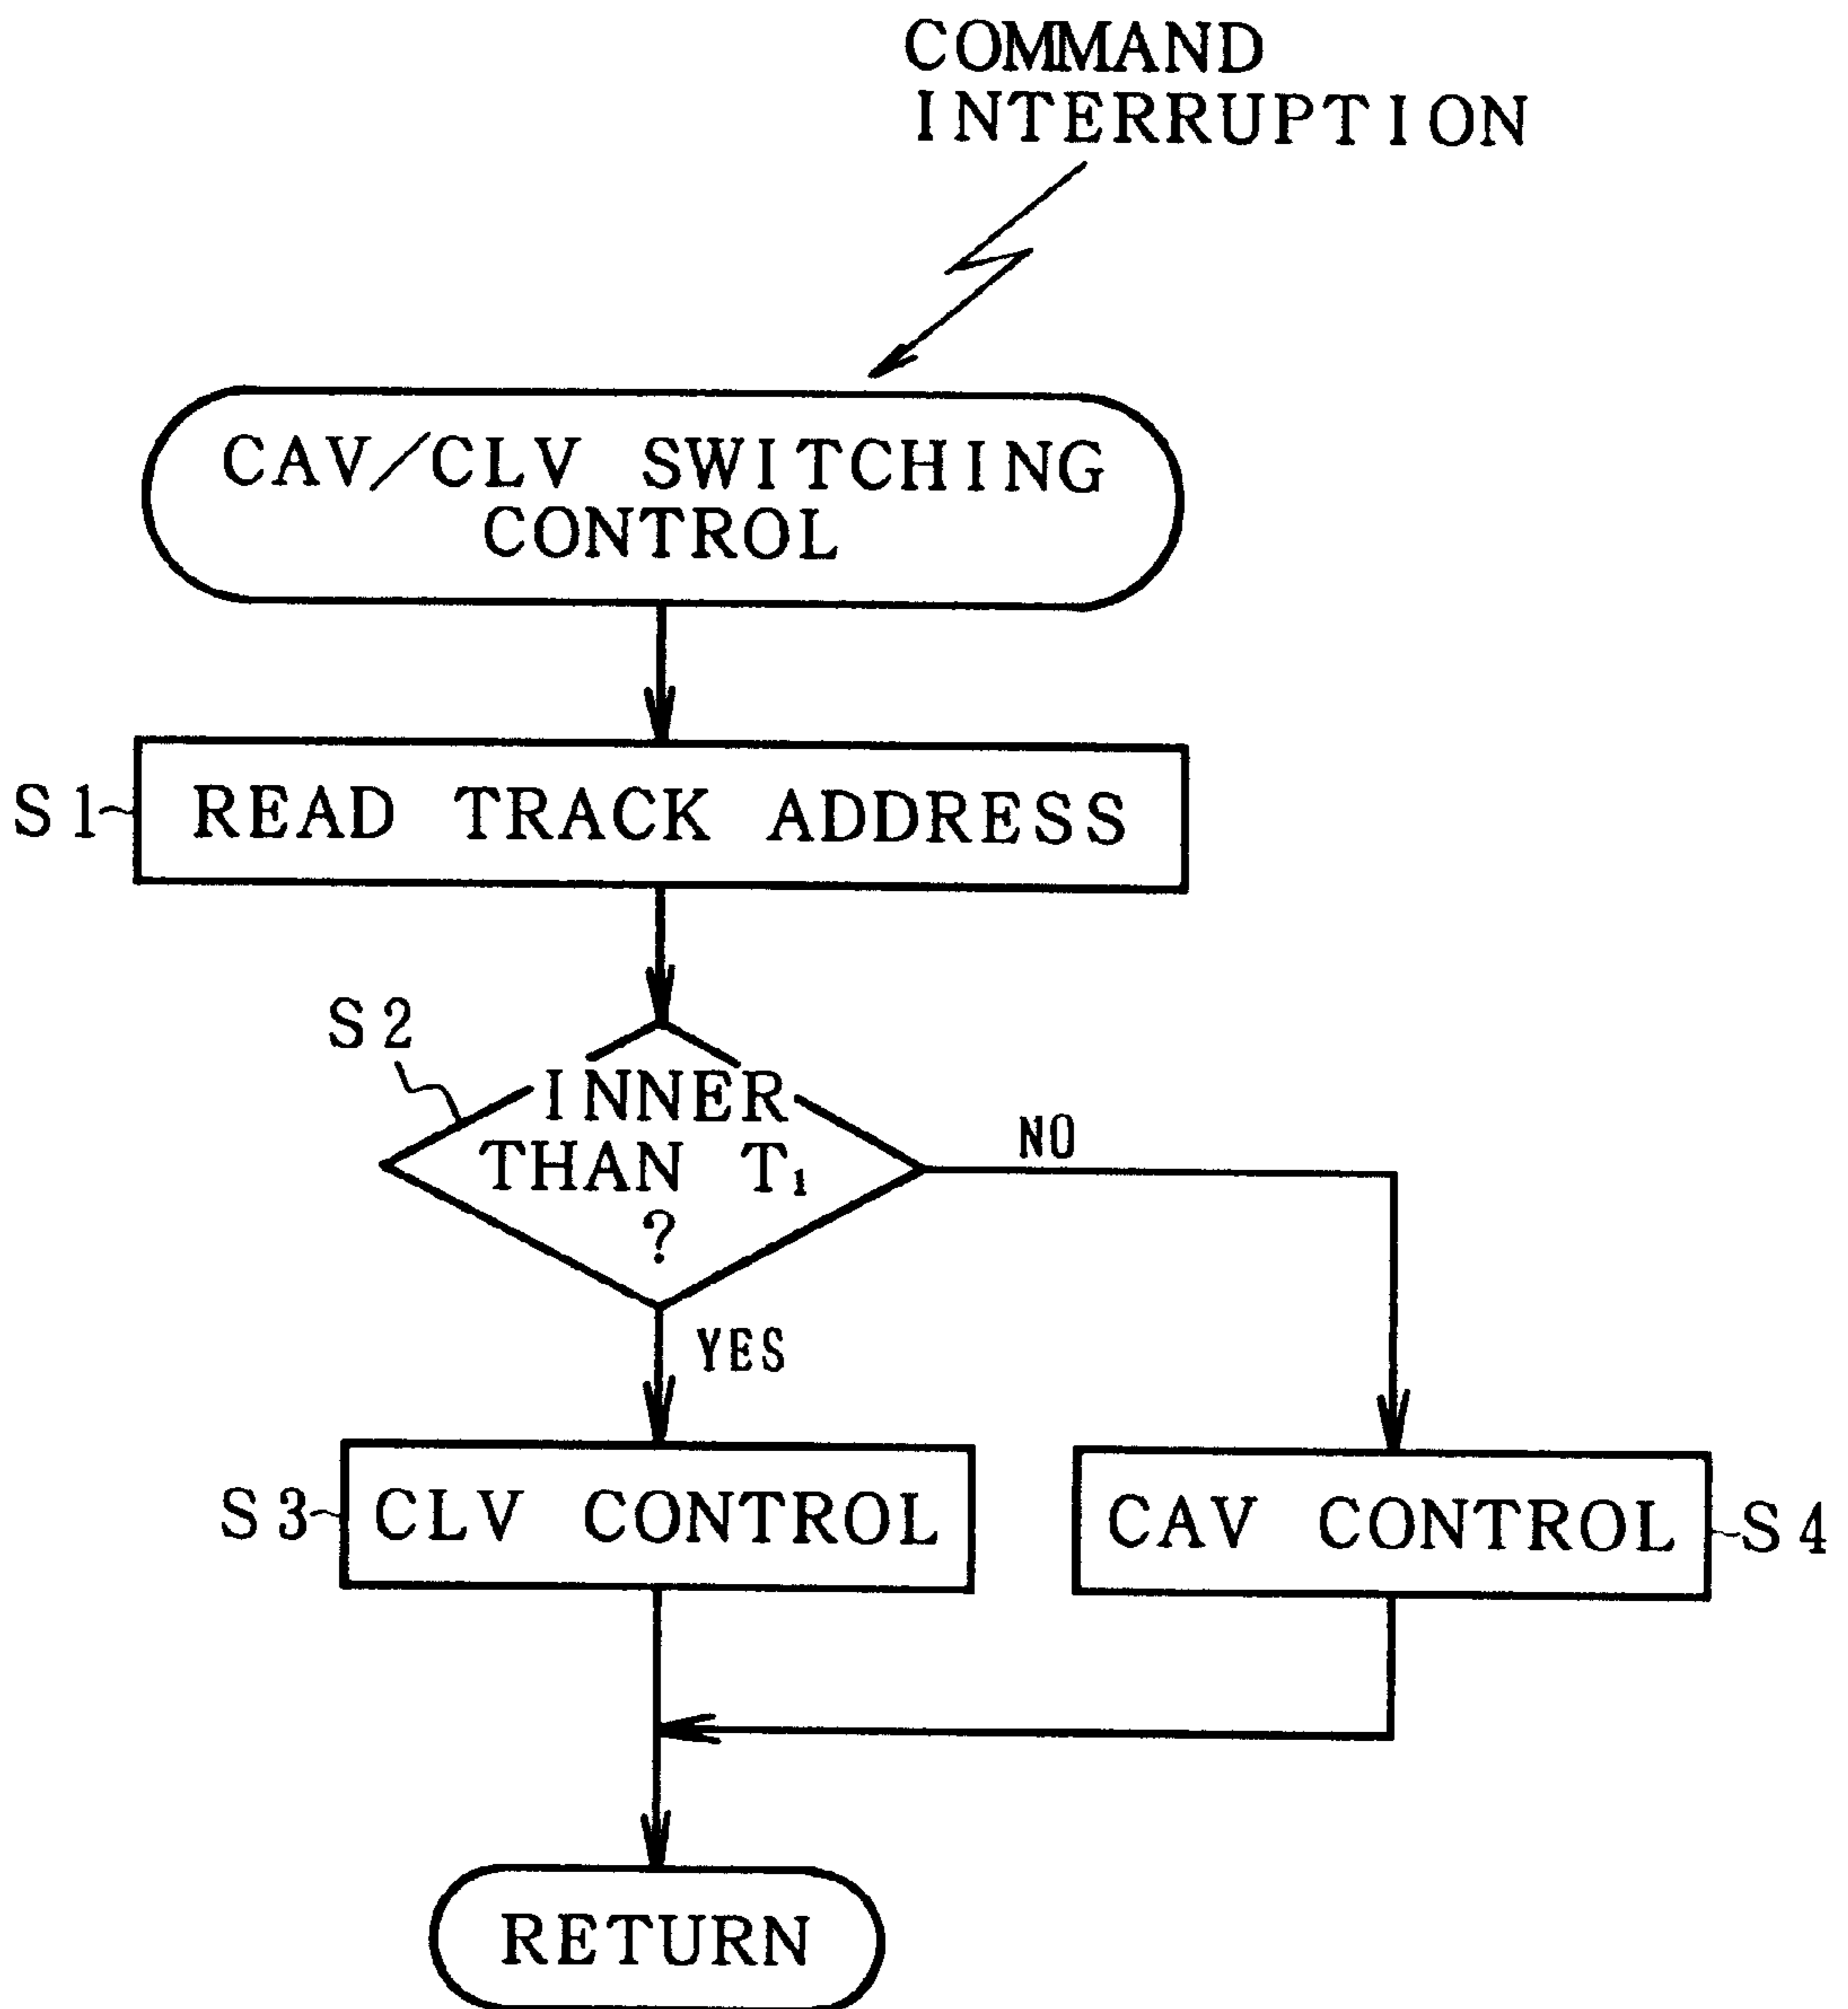 COMMAND
INTERRUPTION
CAV/CLV SWITCHING
CONTROL
S1
READ TRACK ADDRESS
S2
INNER
THAN T₁
?
NO
YES
S3
CLV CONTROL
CAV CONTROL
S4
RETURN